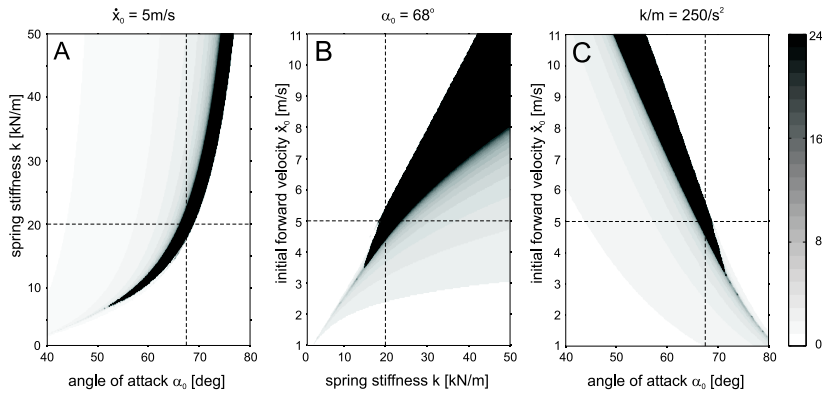 ẋ₀ = 5m/s
α₀ = 68°
k/m = 250/s²
A
B
C
spring stiffness k [kN/m]
50
40
30
20
10
0
40 50 60 70 80
angle of attack α₀ [deg]
initial forward velocity ẋ₀ [m/s]
11
10
9
8
7
6
5
4
3
2
1
0 10 20 30 40 50
spring stiffness k [kN/m]
initial forward velocity ẋ₀ [m/s]
11
10
9
8
7
6
5
4
3
2
1
40 50 60 70 80
angle of attack α₀ [deg]
24
16
8
0